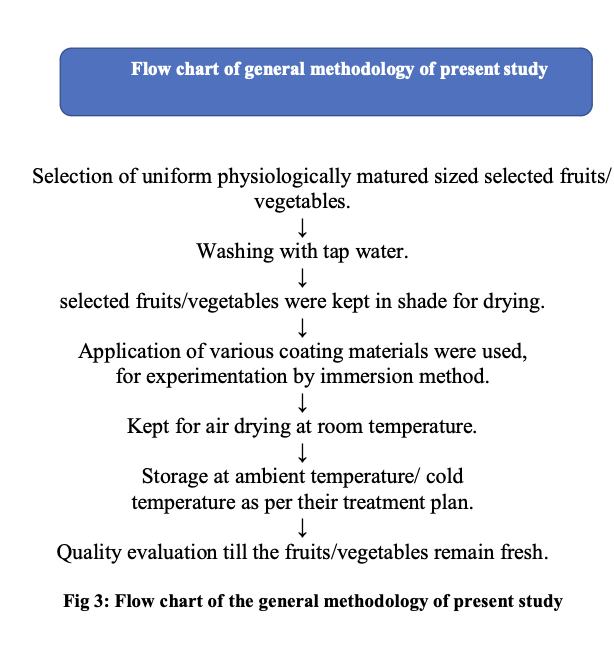 Flow chart of general methodology of present study
Selection of uniform physiologically matured sized selected fruits/
vegetables.
↓
Washing with tap water.
↓
selected fruits/vegetables were kept in shade for drying.
↓
Application of various coating materials were used,
for experimentation by immersion method.
↓
Kept for air drying at room temperature.
↓
Storage at ambient temperature/ cold
temperature as per their treatment plan.
↓
Quality evaluation till the fruits/vegetables remain fresh.
Fig 3: Flow chart of the general methodology of present study